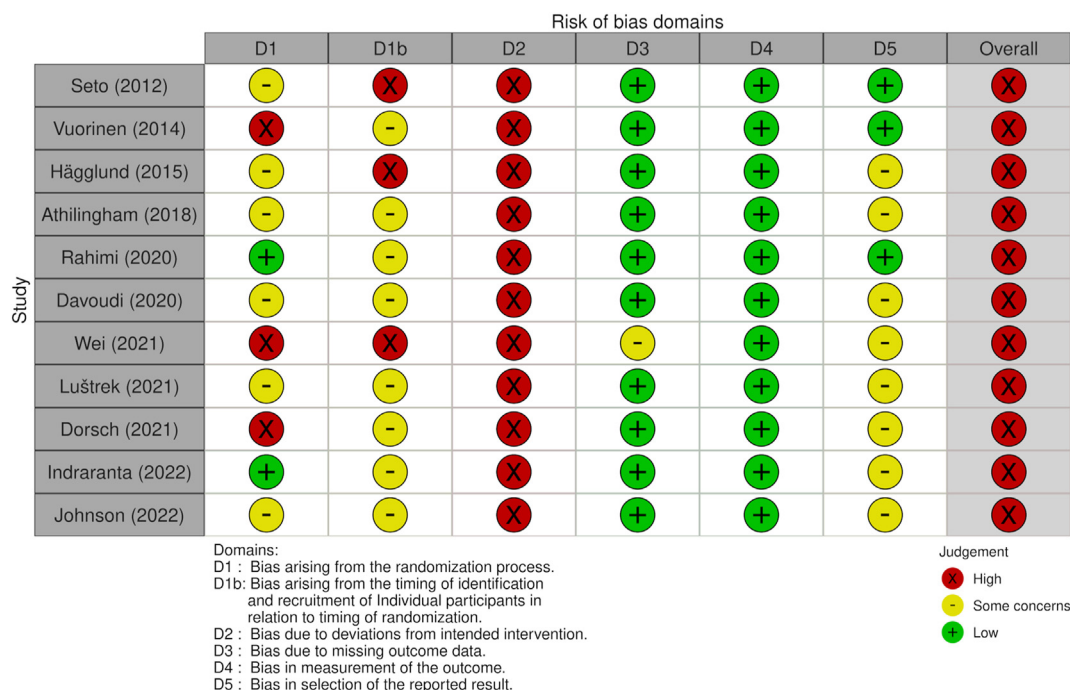 Risk of bias domains
D1 D1b D2 D3 D4 D5 Overall
Study
Seto (2012) - X X + + + X
Vuorinen (2014) X - X + + + X
Hägglund (2015) - X X + + - X
Athilingham (2018) - - X + + - X
Rahimi (2020) + - X + + + X
Davoudi (2020) - - X + + - X
Wei (2021) X X X - + - X
Luštrek (2021) - - X + + - X
Dorsch (2021) X - X + + - X
Indraranta (2022) + - X + + - X
Johnson (2022) - - X + + - X
Domains:
D1 : Bias arising from the randomization process.
D1b: Bias arising from the timing of identification
and recruitment of Individual participants in
relation to timing of randomization.
D2 : Bias due to deviations from intended intervention.
D3 : Bias due to missing outcome data.
D4 : Bias in measurement of the outcome.
D5 : Bias in selection of the reported result.
Judgement
X High
- Some concerns
+ Low